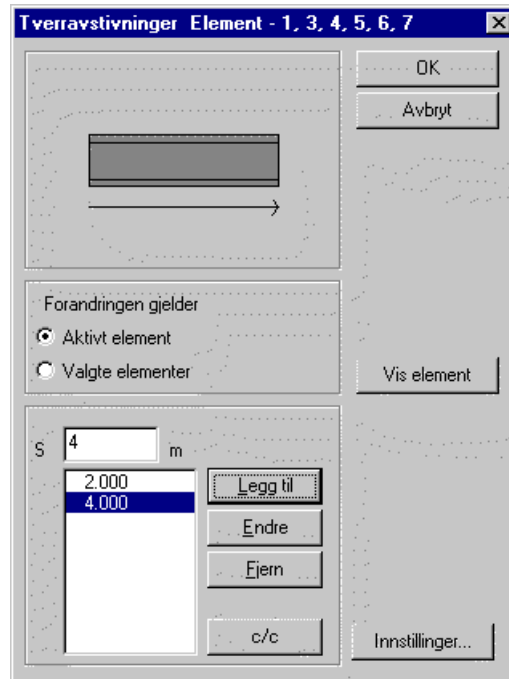 Tverravstivninger Element - 1, 3, 4, 5, 6, 7
OK
Avbryt
Forandringen gjelder
Aktivt element
Valgte elementer
Vis element
S 4 m
2.000
4.000
Legg til
Endre
Fjern
c/c
Innstillinger...